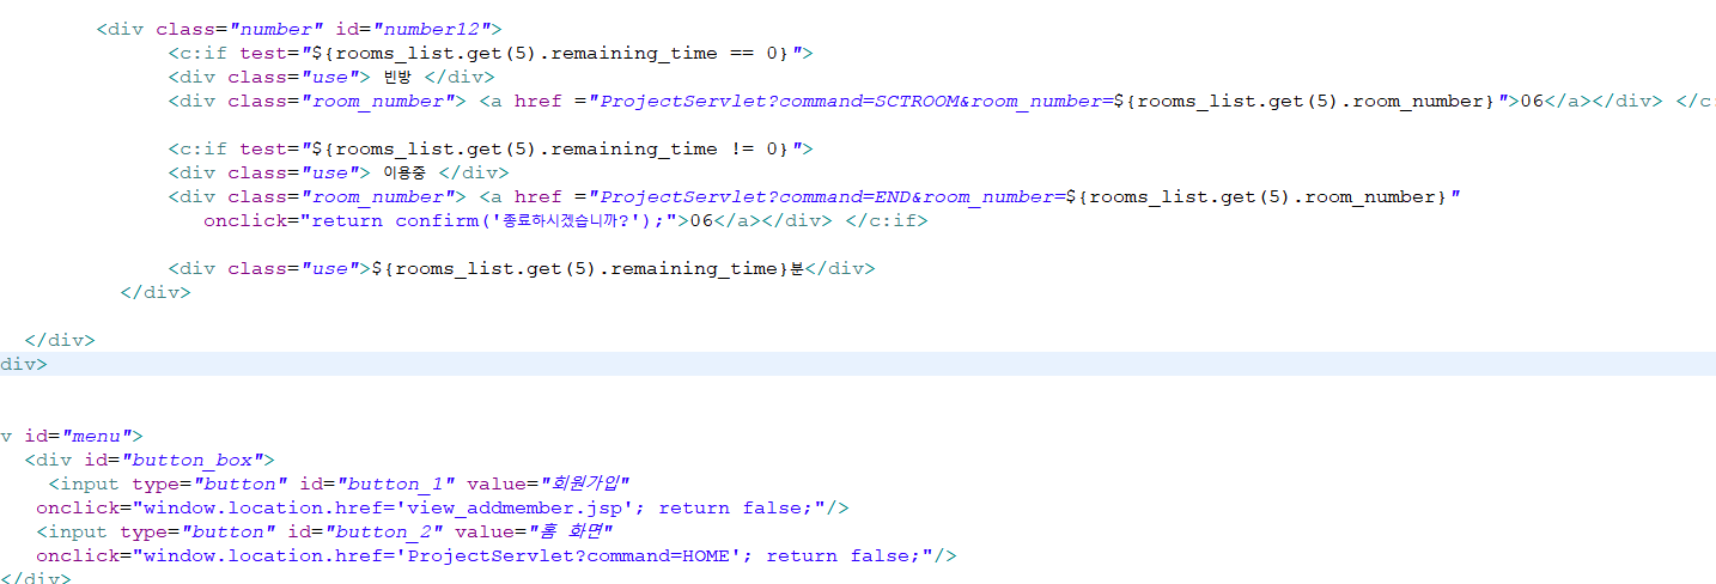 <div class="number" id="number12">
<c:if test="${rooms_list.get(5).remaining_time == 0}">
<div class="use"> 빈방 </div>
<div class="room_number"> <a href ="ProjectServlet?command=SCTROOM&room_number=${rooms_list.get(5).room_number}">06</a></div> </c:
<c:if test="${rooms_list.get(5).remaining_time != 0}">
<div class="use"> 이용중 </div>
<div class="room_number"> <a href ="ProjectServlet?command=END&room_number=${rooms_list.get(5).room_number}"
onclick="return confirm('종료하시겠습니까?');">06</a></div> </c:if>
<div class="use">${rooms_list.get(5).remaining_time}분</div>
</div>
</div>
div>
v id="menu">
<div id="button_box">
<input type="button" id="button_1" value="회원가입"
onclick="window.location.href='view_addmember.jsp'; return false;"/>
<input type="button" id="button_2" value="홈 화면"
onclick="window.location.href='ProjectServlet?command=HOME'; return false;"/>
</div>